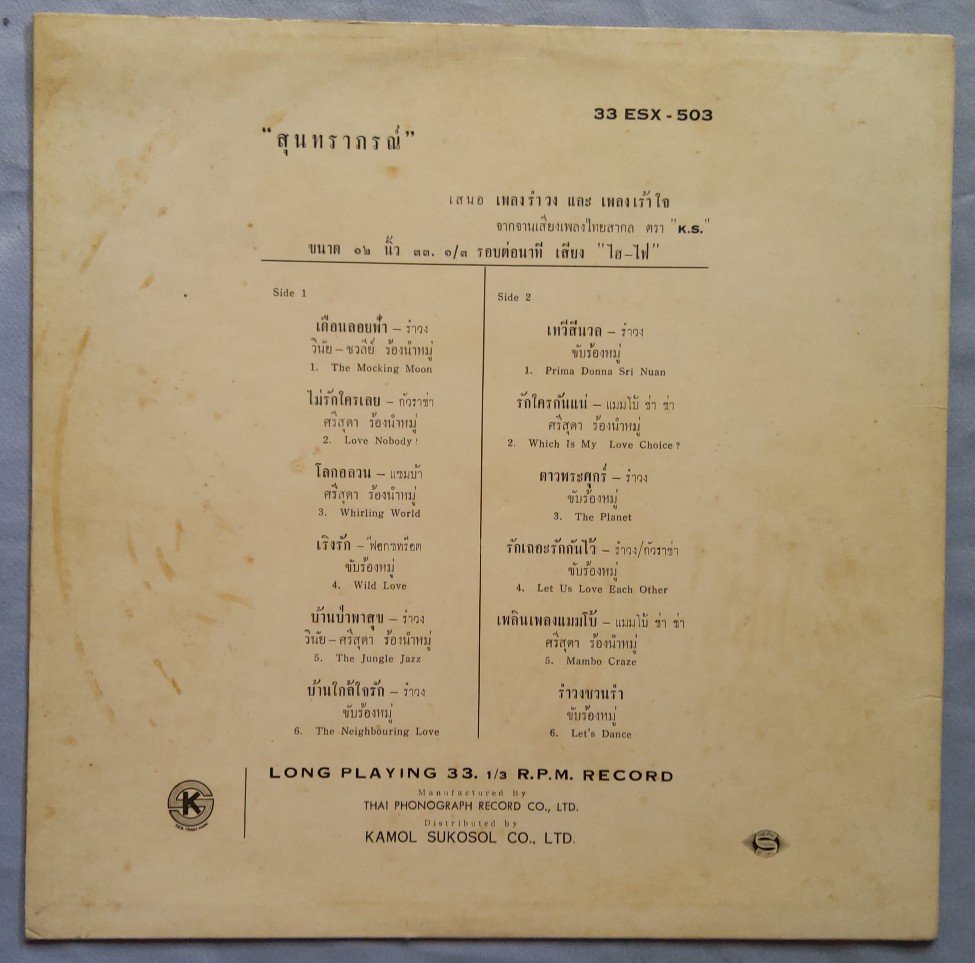 33 ESX - 503
"สุนทราภรณ์"
เสนอ เพลงรำวง และ เพลงเร้าใจ
จากจานเสียงเพลงไทยสากล ตรา "K.S."
ขนาด ๑๒ นิ้ว ๓๓. ๑/๓ รอบต่อนาที เสียง "ไฮ-ไฟ"
Side 1
เดือนลอยฟ้า – รำวง
วินัย – ชวลีย์ ร้องนำหมู่
1. The Mocking Moon
ไม่รักใครเลย – กัวราช่า
ศรีสุดา ร้องนำหมู่
2. Love Nobody!
โลกอลวน – แซมบ้า
ศรีสุดา ร้องนำหมู่
3. Whirling World
เริงรัก – ฟ๊อกซทร๊อต
ขับร้องหมู่
4. Wild Love
บ้านป่าพาสุข – รำวง
วินัย – ศรีสุดา ร้องนำหมู่
5. The Jungle Jazz
บ้านใกล้ใจรัก – รำวง
ขับร้องหมู่
6. The Neighbouring Love
Side 2
เทวีสีนวล – รำวง
ขับร้องหมู่
1. Prima Donna Sri Nuan
รักใครกันแน่ – แมมโบ้ ช่า ช่า
ศรีสุดา ร้องนำหมู่
2. Which Is My Love Choice?
ดาวพระศุกร์ – รำวง
ขับร้องหมู่
3. The Planet
รักเถอะรักกันไว้ – รำวง/กัวราช่า
ขับร้องหมู่
4. Let Us Love Each Other
เพลินเพลงแมมโบ้ – แมมโบ้ ช่า ช่า
ศรีสุดา ร้องนำหมู่
5. Mambo Craze
รำวงชวนรำ
ขับร้องหมู่
6. Let's Dance
LONG PLAYING 33. 1/3 R.P.M. RECORD
Manufactured by
THAI PHONOGRAPH RECORD CO., LTD.
Distributed by
KAMOL SUKOSOL CO., LTD.
K